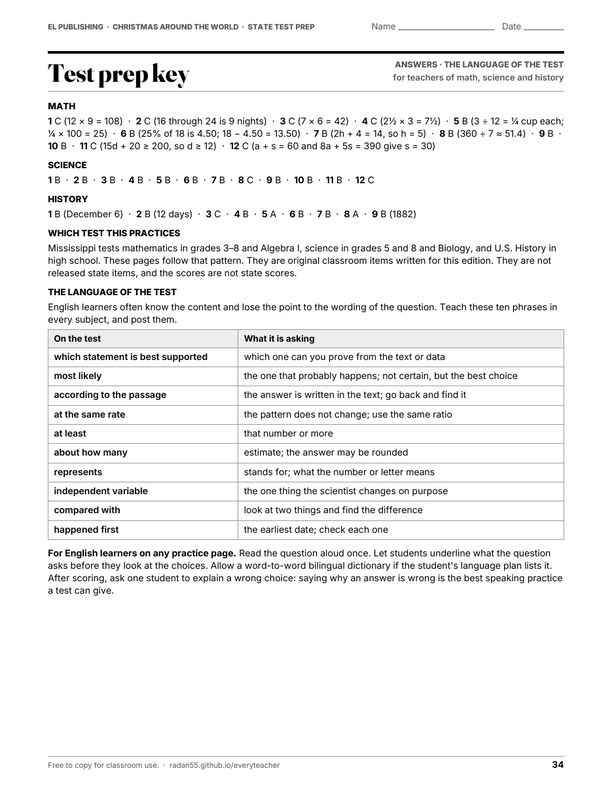 EL PUBLISHING · CHRISTMAS AROUND THE WORLD · STATE TEST PREP Name ____________________ Date ________
Test prep key
ANSWERS · THE LANGUAGE OF THE TEST
for teachers of math, science and history
MATH
1 C (12 × 9 = 108) · 2 C (16 through 24 is 9 nights) · 3 C (7 × 6 = 42) · 4 C (2½ × 3 = 7½) · 5 B (3 ÷ 12 = ¼ cup each;
¼ × 100 = 25) · 6 B (25% of 18 is 4.50; 18 − 4.50 = 13.50) · 7 B (2h + 4 = 14, so h = 5) · 8 B (360 ÷ 7 ≈ 51.4) · 9 B ·
10 B · 11 C (15d + 20 ≥ 200, so d ≥ 12) · 12 C (a + s = 60 and 8a + 5s = 390 give s = 30)
SCIENCE
1 B · 2 B · 3 B · 4 B · 5 B · 6 B · 7 B · 8 C · 9 B · 10 B · 11 B · 12 C
HISTORY
1 B (December 6) · 2 B (12 days) · 3 C · 4 B · 5 A · 6 B · 7 B · 8 A · 9 B (1882)
WHICH TEST THIS PRACTICES
Mississippi tests mathematics in grades 3–8 and Algebra I, science in grades 5 and 8 and Biology, and U.S. History in
high school. These pages follow that pattern. They are original classroom items written for this edition. They are not
released state items, and the scores are not state scores.
THE LANGUAGE OF THE TEST
English learners often know the content and lose the point to the wording of the question. Teach these ten phrases in
every subject, and post them.
On the test What it is asking
which statement is best supported which one can you prove from the text or data
most likely the one that probably happens; not certain, but the best choice
according to the passage the answer is written in the text; go back and find it
at the same rate the pattern does not change; use the same ratio
at least that number or more
about how many estimate; the answer may be rounded
represents stands for; what the number or letter means
independent variable the one thing the scientist changes on purpose
compared with look at two things and find the difference
happened first the earliest date; check each one
For English learners on any practice page. Read the question aloud once. Let students underline what the question
asks before they look at the choices. Allow a word-to-word bilingual dictionary if the student's language plan lists it.
After scoring, ask one student to explain a wrong choice: saying why an answer is wrong is the best speaking practice
a test can give.
Free to copy for classroom use. · radan55.github.io/everyteacher 34